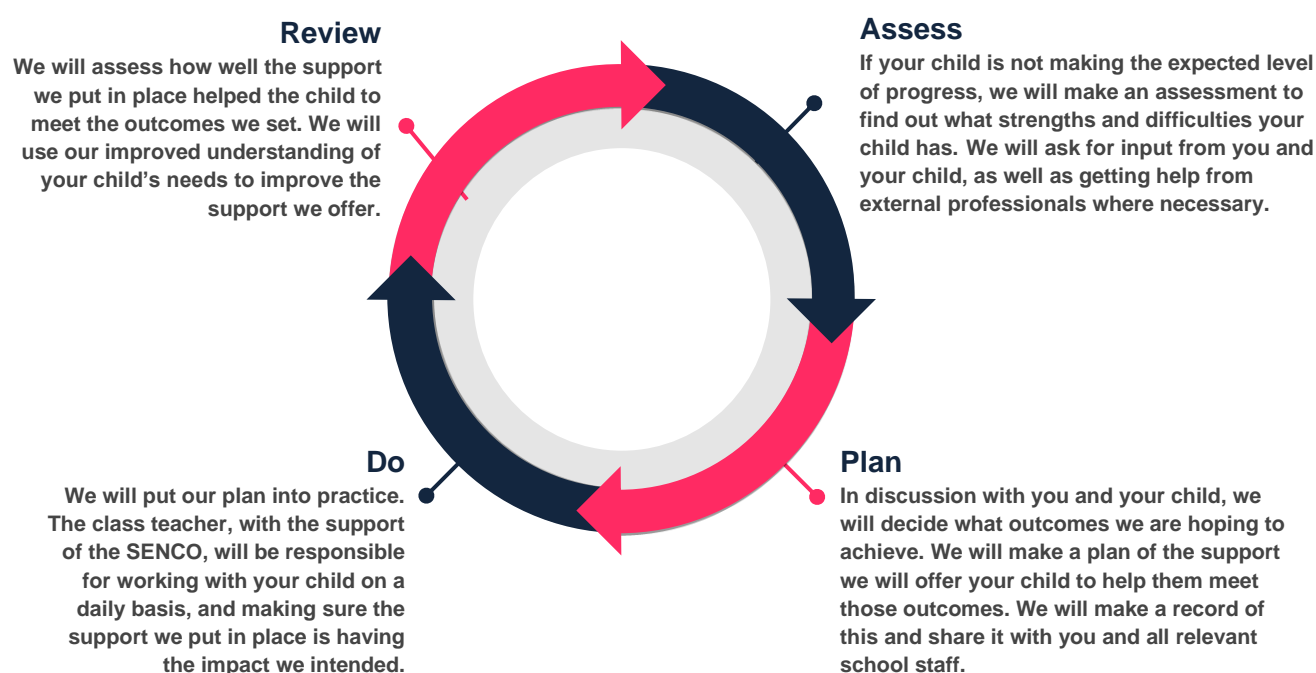 Review
We will assess how well the support
we put in place helped the child to
meet the outcomes we set. We will
use our improved understanding of
your child’s needs to improve the
support we offer.
Assess
If your child is not making the expected level
of progress, we will make an assessment to
find out what strengths and difficulties your
child has. We will ask for input from you and
your child, as well as getting help from
external professionals where necessary.
Do
We will put our plan into practice.
The class teacher, with the support
of the SENCO, will be responsible
for working with your child on a
daily basis, and making sure the
support we put in place is having
the impact we intended.
Plan
In discussion with you and your child, we
will decide what outcomes we are hoping to
achieve. We will make a plan of the support
we will offer your child to help them meet
those outcomes. We will make a record of
this and share it with you and all relevant
school staff.